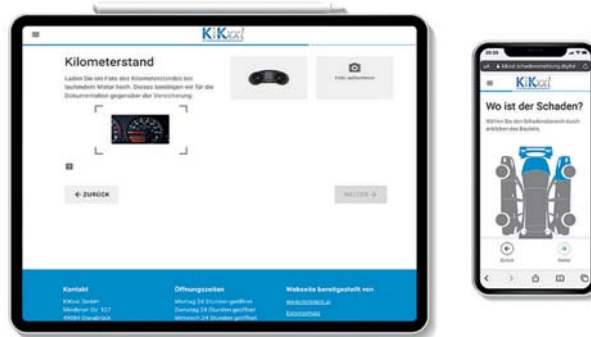 KiKxxl
Kilometerstand
Laden Sie ein Foto des Kilometerstandes bei
laufendem Motor hoch. Dieses benötigen wir für die
Dokumentation gegenüber der Versicherung.
Foto aufnehmen
← ZURÜCK
WEITER →
Kontakt
KiKxxl GmbH
Mindener Str. 127
49084 Osnabrück
Öffnungszeiten
Montag 24 Stunden geöffnet
Dienstag 24 Stunden geöffnet
Mittwoch 24 Stunden geöffnet
Webseite bereitgestellt von
Datenschutz
20:35
KiKxxl
Wo ist der Schaden?
Wählen Sie den Schadensbereich durch
anklicken des Bauteils.
Zurück
Weiter